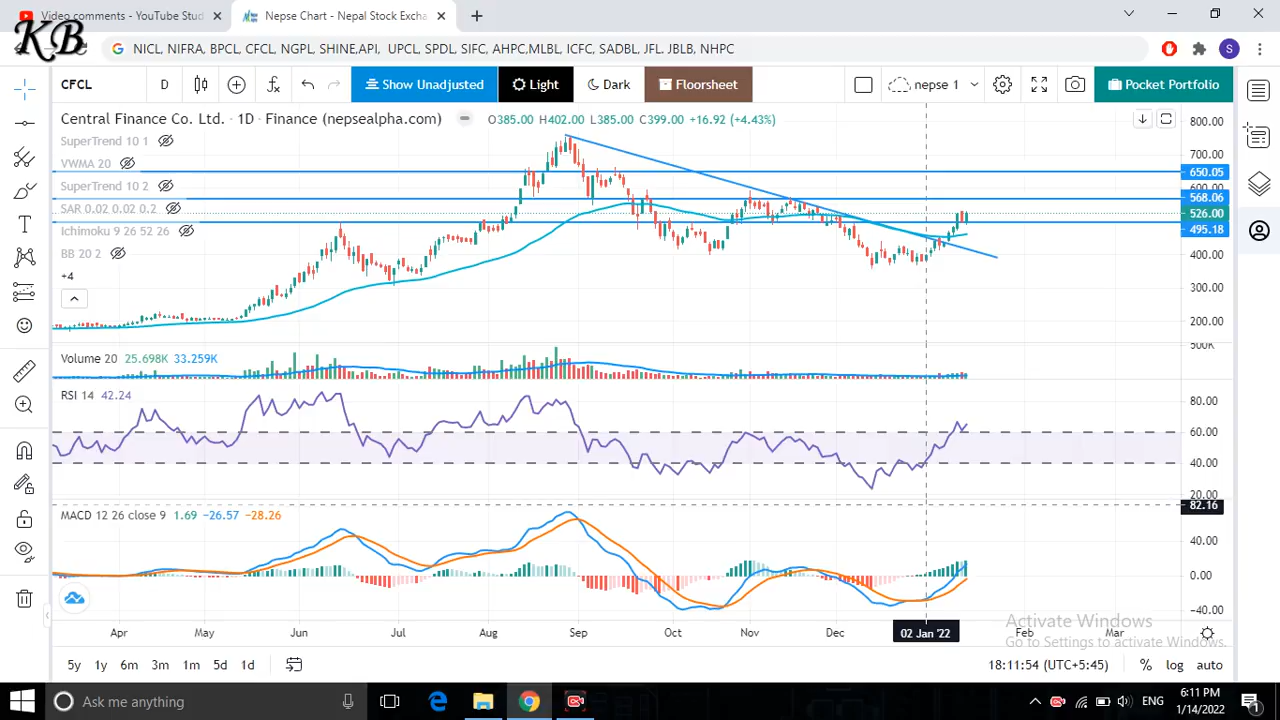 Video comments - YouTube Stud
Nepse Chart - Nepal Stock Excha
KB
NICL, NIFRA, BPCL, CFCL, NGPL, SHINE,API, UPCL, SPDL, SIFC, AHPC,MLBL, ICFC, SADBL, JFL, JBLB, NHPC
S
CFCL D Show Unadjusted Light Dark Floorsheet nepse 1 Pocket Portfolio
Central Finance Co. Ltd. · 1D · Finance (nepsealpha.com) O385.00 H402.00 L385.00 C399.00 +16.92 (+4.43%)
800.00
SuperTrend 10 1
700.00
VWMA 20
650.05
SuperTrend 10 2
600.00
568.06
SAR 0.02 0.02 0.2
526.00
Ichimoku 9 26 52 26
495.18
BB 20 2
400.00
+4
300.00
200.00
500K
Volume 20 25.698K 33.259K
RSI 14 42.24
80.00
60.00
40.00
20.00
82.16
MACD 12 26 close 9 1.69 −26.57 −28.26
40.00
0.00
−40.00
Activate Windows
Apr May Jun Jul Aug Sep Oct Nov Dec 02 Jan '22 Feb Mar
Go to Settings to activate Windows.
5y 1y 6m 3m 1m 5d 1d 18:11:54 (UTC+5:45) % log auto
Ask me anything
ENG
6:11 PM
1/14/2022
1